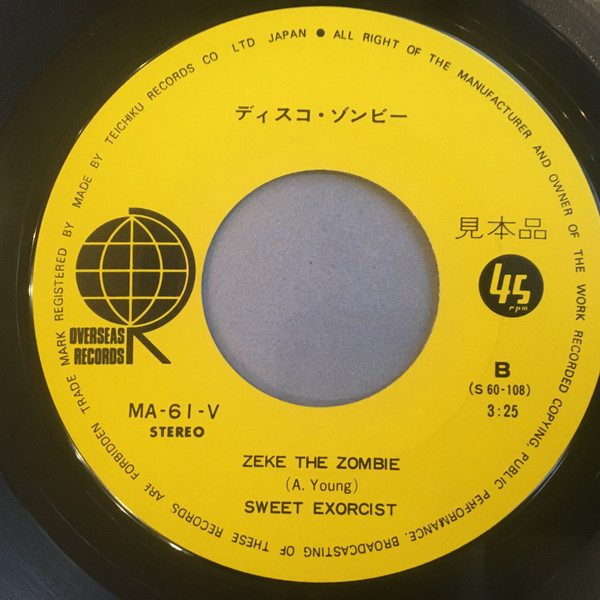 TRADE MARK REGISTERED BY MADE BY TEICHIKU RECORDS CO LTD JAPAN ● ALL RIGHT OF THE MANUFACTURER AND OWNER OF THE WORK RECORDED COPYING, PUBLIC PERFORMANCE, BROADCASTING OF THESE RECORDS ARE FORBIDDEN
ディスコ・ゾンビー
見本品
45
rpm
OVERSEAS
RECORDS
B
(S 60-108)
3:25
MA-61-V
STEREO
ZEKE THE ZOMBIE
(A. Young)
SWEET EXORCIST